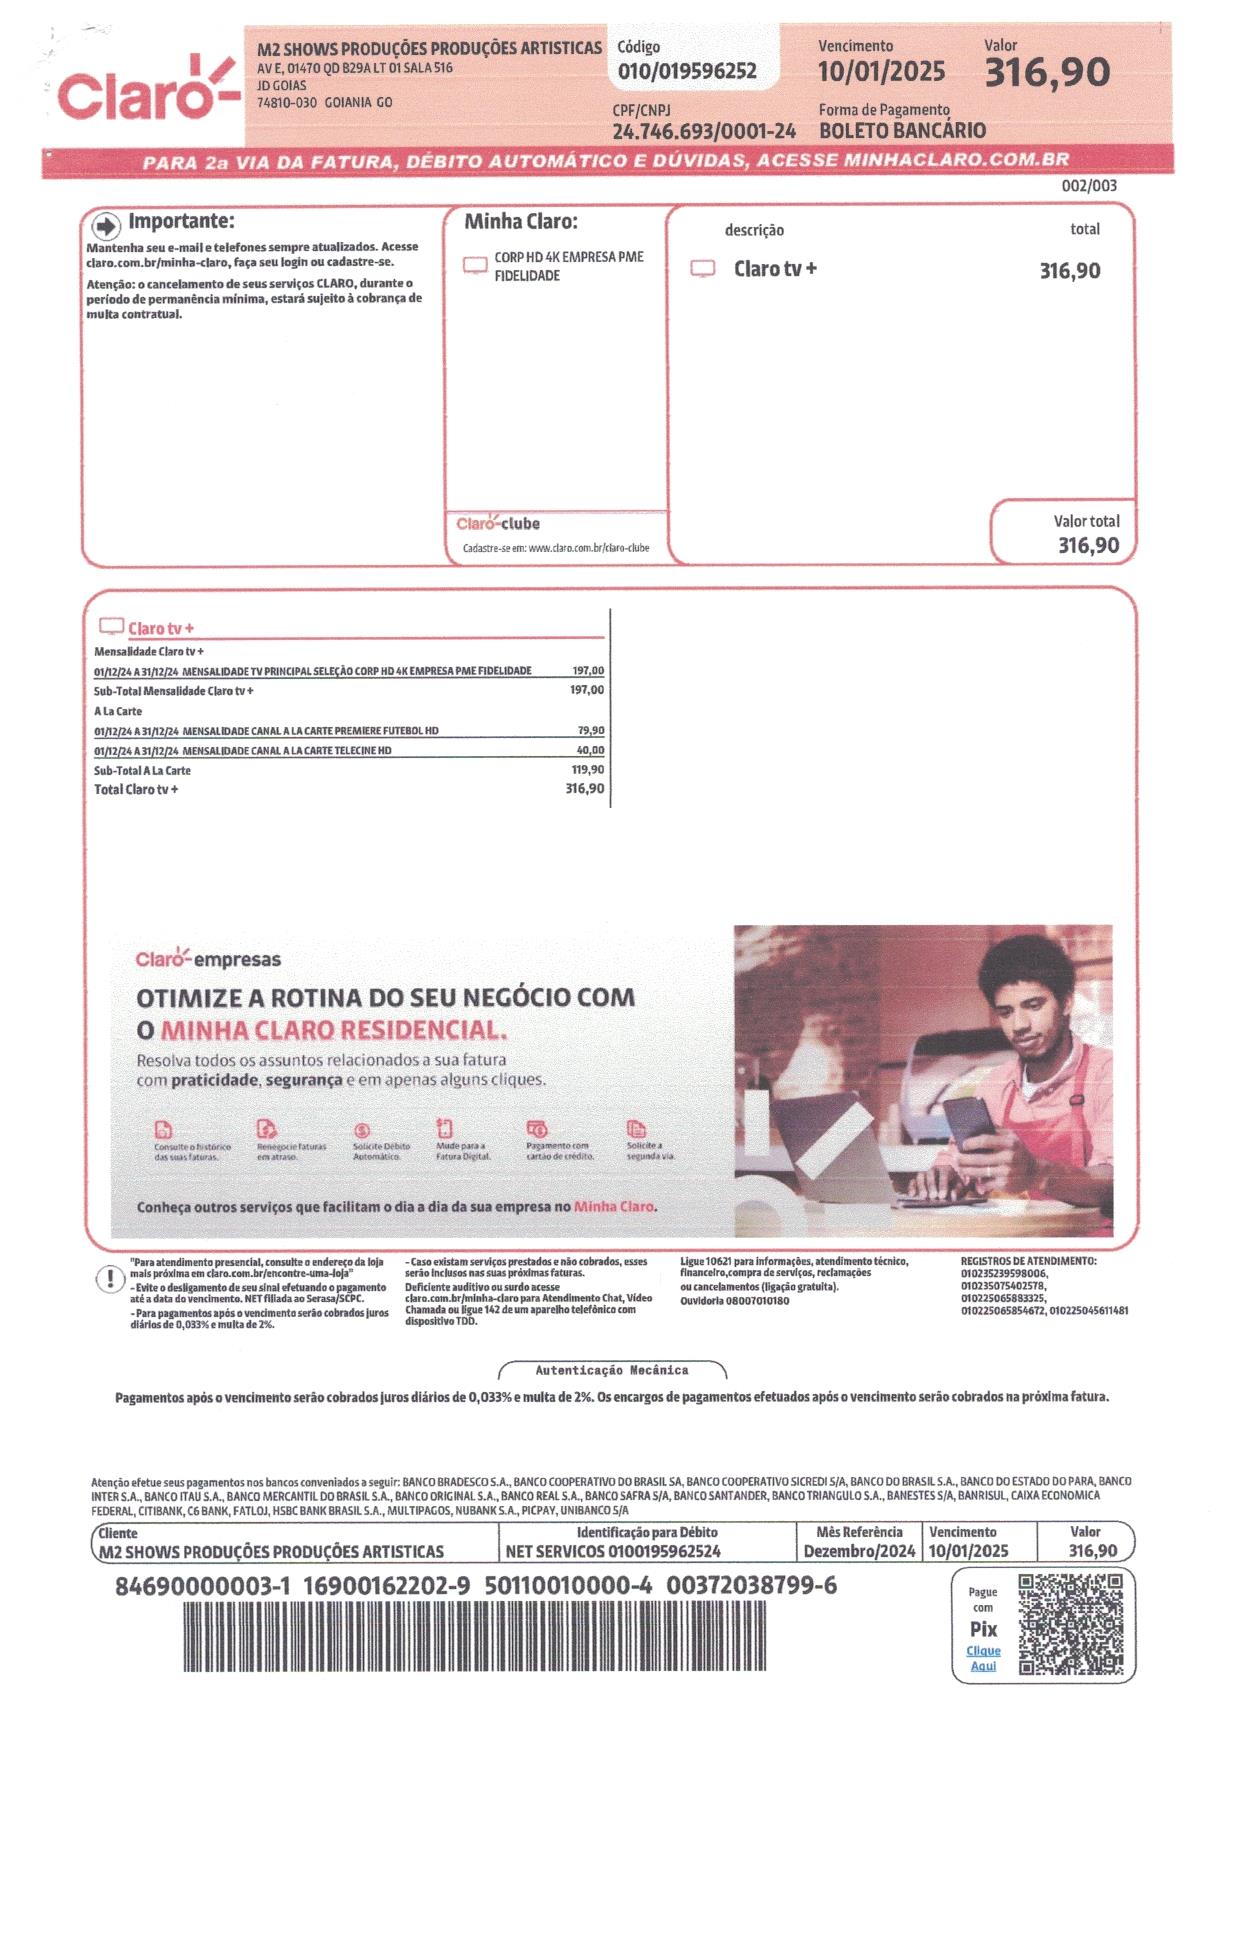 Claro
M2 SHOWS PRODUÇÕES PRODUÇÕES ARTISTICAS
AV E, 01470 QD B29A LT 01 SALA 516
JD GOIAS
74810-030 GOIANIA GO
Código
010/019596252
CPF/CNPJ
24.746.693/0001-24
Vencimento
10/01/2025
Valor
316,90
Forma de Pagamento
BOLETO BANCÁRIO
PARA 2a VIA DA FATURA, DÉBITO AUTOMÁTICO E DÚVIDAS, ACESSE MINHACLARO.COM.BR
002/003
Importante:
Mantenha seu e-mail e telefones sempre atualizados. Acesse
claro.com.br/minha-claro, faça seu login ou cadastre-se.
Atenção: o cancelamento de seus serviços CLARO, durante o
período de permanência mínima, estará sujeito à cobrança de
multa contratual.
Minha Claro:
CORP HD 4K EMPRESA PME
FIDELIDADE
Claro-clube
Cadastre-se em: www.claro.com.br/claro-clube
descrição total
Claro tv + 316,90
Valor total
316,90
Claro tv +
Mensalidade Claro tv +
01/12/24 A 31/12/24 MENSALIDADE TV PRINCIPAL SELEÇÃO CORP HD 4K EMPRESA PME FIDELIDADE 197,00
Sub-Total Mensalidade Claro tv + 197,00
A La Carte
01/12/24 A 31/12/24 MENSALIDADE CANAL A LA CARTE PREMIERE FUTEBOL HD 79,90
01/12/24 A 31/12/24 MENSALIDADE CANAL A LA CARTE TELECINE HD 40,00
Sub-Total A La Carte 119,90
Total Claro tv + 316,90
Claro-empresas
OTIMIZE A ROTINA DO SEU NEGÓCIO COM
O MINHA CLARO RESIDENCIAL.
Resolva todos os assuntos relacionados a sua fatura
com praticidade, segurança e em apenas alguns cliques.
Consulte o histórico
das suas faturas.
Renegocie faturas
em atraso.
Solicite Débito
Automático.
Mude para a
Fatura Digital.
Pagamento com
cartão de crédito.
Solicite a
segunda via.
Conheça outros serviços que facilitam o dia a dia da sua empresa no Minha Claro.
"Para atendimento presencial, consulte o endereço da loja
mais próxima em claro.com.br/encontre-uma-loja"
- Evite o desligamento de seu sinal efetuando o pagamento
até a data do vencimento. NET filiada ao Serasa/SCPC.
- Para pagamentos após o vencimento serão cobrados juros
diários de 0,033% e multa de 2%.
- Caso existam serviços prestados e não cobrados, esses
serão inclusos nas suas próximas faturas.
Deficiente auditivo ou surdo acesse
claro.com.br/minha-claro para Atendimento Chat, Vídeo
Chamada ou ligue 142 de um aparelho telefônico com
dispositivo TDD.
Ligue 10621 para informações, atendimento técnico,
financeiro,compra de serviços, reclamações
ou cancelamentos (ligação gratuita).
Ouvidoria 08007010180
REGISTROS DE ATENDIMENTO:
010235239598006,
010235075402578,
010225065883325,
010225065854672, 010225045611481
Autenticação Mecânica
Pagamentos após o vencimento serão cobrados juros diários de 0,033% e multa de 2%. Os encargos de pagamentos efetuados após o vencimento serão cobrados na próxima fatura.
Atenção efetue seus pagamentos nos bancos conveniados a seguir: BANCO BRADESCO S.A., BANCO COOPERATIVO DO BRASIL SA, BANCO COOPERATIVO SICREDI S/A, BANCO DO BRASIL S.A., BANCO DO ESTADO DO PARA, BANCO
INTER S.A., BANCO ITAU S.A., BANCO MERCANTIL DO BRASIL S.A., BANCO ORIGINAL S.A., BANCO REAL S.A., BANCO SAFRA S/A, BANCO SANTANDER, BANCO TRIANGULO S.A., BANESTES S/A, BANRISUL, CAIXA ECONOMICA
FEDERAL, CITIBANK, C6 BANK, FATLOJ, HSBC BANK BRASIL S.A., MULTIPAGOS, NUBANK S.A., PICPAY, UNIBANCO S/A
Cliente Identificação para Débito Mês Referência Vencimento Valor
M2 SHOWS PRODUÇÕES PRODUÇÕES ARTISTICAS NET SERVICOS 0100195962524 Dezembro/2024 10/01/2025 316,90
84690000003-1 16900162202-9 50110010000-4 00372038799-6
Pague
com
Pix
Clique
Aqui